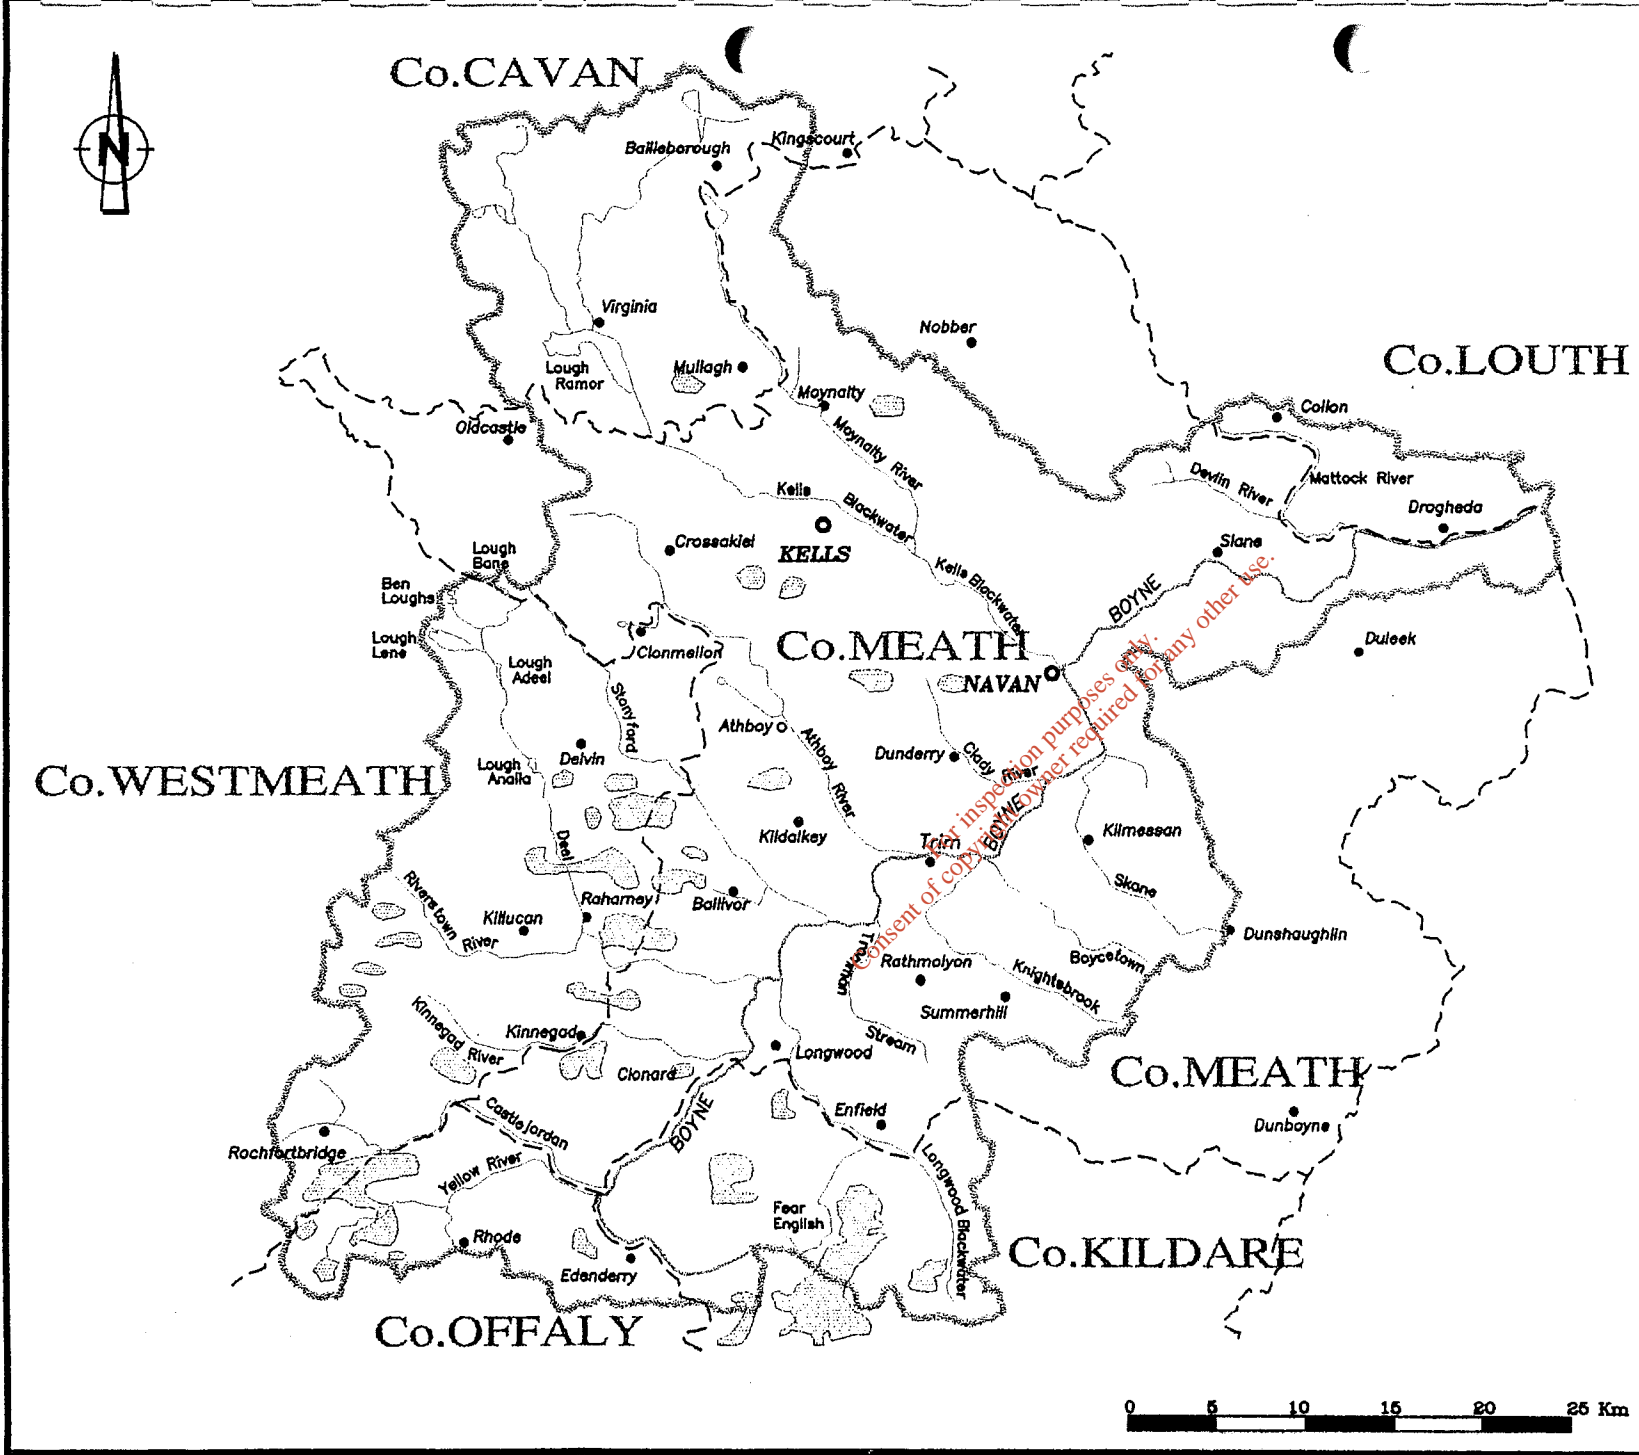 Co.CAVAN
N
Bailieborough
Kingscourt
Virginia
Nobber
Co.LOUTH
Lough
Ramor
Mullagh
Moynalty
Collon
Oldcastle
Moynalty River
Devlin River
Mattock River
Kells
Blackwater
Drogheda
KELLS
Crossakiel
Slane
Lough
Bane
Kells Blackwater
Ben
Loughs
BOYNE
Lough
Lene
Clonmellon
Co.MEATH
Duleek
Lough
Adeel
NAVAN
Stonyford
Athboy
Athboy River
Dunderry
Clady River
Delvin
Lough
Analla
Co.WESTMEATH
BOYNE
Kildalkey
Trim
Kilmessan
Deel
Skane
Riverstown
River
Raharney
Ballivor
Killucan
Dunshaughlin
Boycetown
Rathmolyon
Knightsbrook
Summerhill
Stream
Kinnegad River
Kinnegad
Longwood
Clonard
Co.MEATH
Castlejordan
BOYNE
Enfield
Dunboyne
Rochfortbridge
Yellow River
Longwood Blackwater
Fear
English
Rhode
Co.KILDARE
Edenderry
Co.OFFALY
For inspection purposes only.
Consent of copyright owner required for any other use.
0 5 10 15 20 25 Km